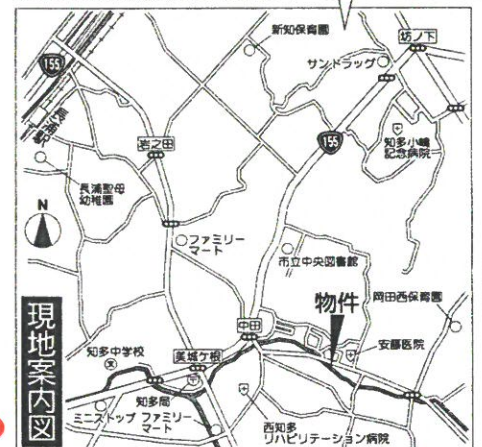 新知保育園
坊ノ下
サンドラッグ
155
155
長浦駅
岩之田
知多小嶋
記念病院
長浦聖母
幼稚園
N
ファミリー
マート
市立中央図書館
物件
岡田西保育園
現地案内図
中田
安藤医院
知多中学校
文
美城ケ根
〒
知多局
ミニストップ
ファミリー
マート
西知多
リハビリテーション病院